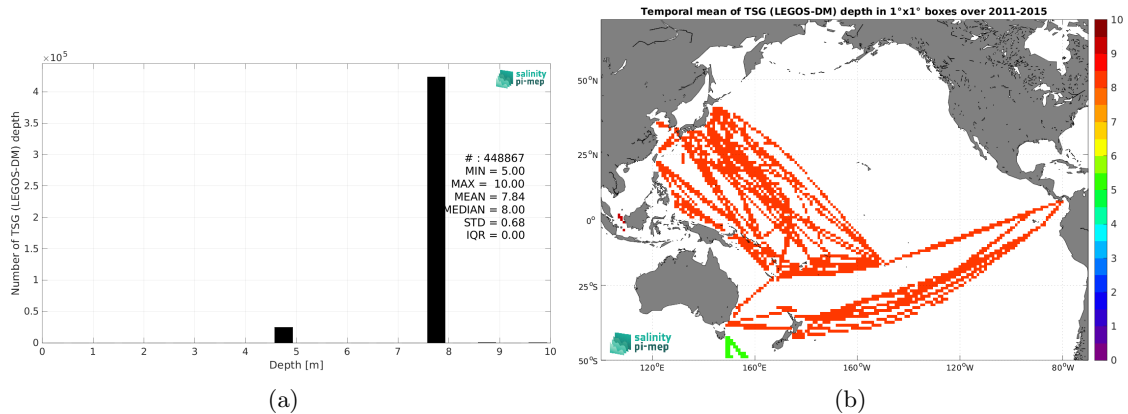 ×10⁵
4
3.5
3
2.5
2
1.5
1
0.5
0
Number of TSG (LEGOS-DM) depth
0 1 2 3 4 5 6 7 8 9 10
Depth [m]
salinity
pi-mep
# : 448867
MIN = 5.00
MAX = 10.00
MEAN = 7.84
MEDIAN = 8.00
STD = 0.68
IQR = 0.00
(a)
Temporal mean of TSG (LEGOS-DM) depth in 1°x1° boxes over 2011-2015
50°N
25°N
0°
25°S
50°S
120°E 160°E 160°W 120°W 80°W
salinity
pi-mep
10
9
8
7
6
5
4
3
2
1
0
(b)